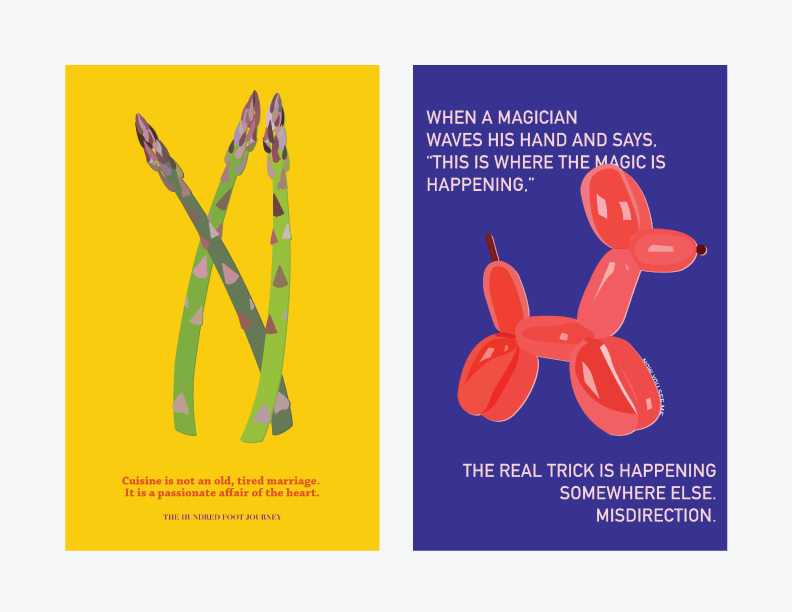 Cuisine is not an old, tired marriage.
It is a passionate affair of the heart.
THE HUNDRED FOOT JOURNEY
WHEN A MAGICIAN
WAVES HIS HAND AND SAYS,
“THIS IS WHERE THE MAGIC IS
HAPPENING,”
NOW YOU SEE ME
THE REAL TRICK IS HAPPENING
SOMEWHERE ELSE.
MISDIRECTION.